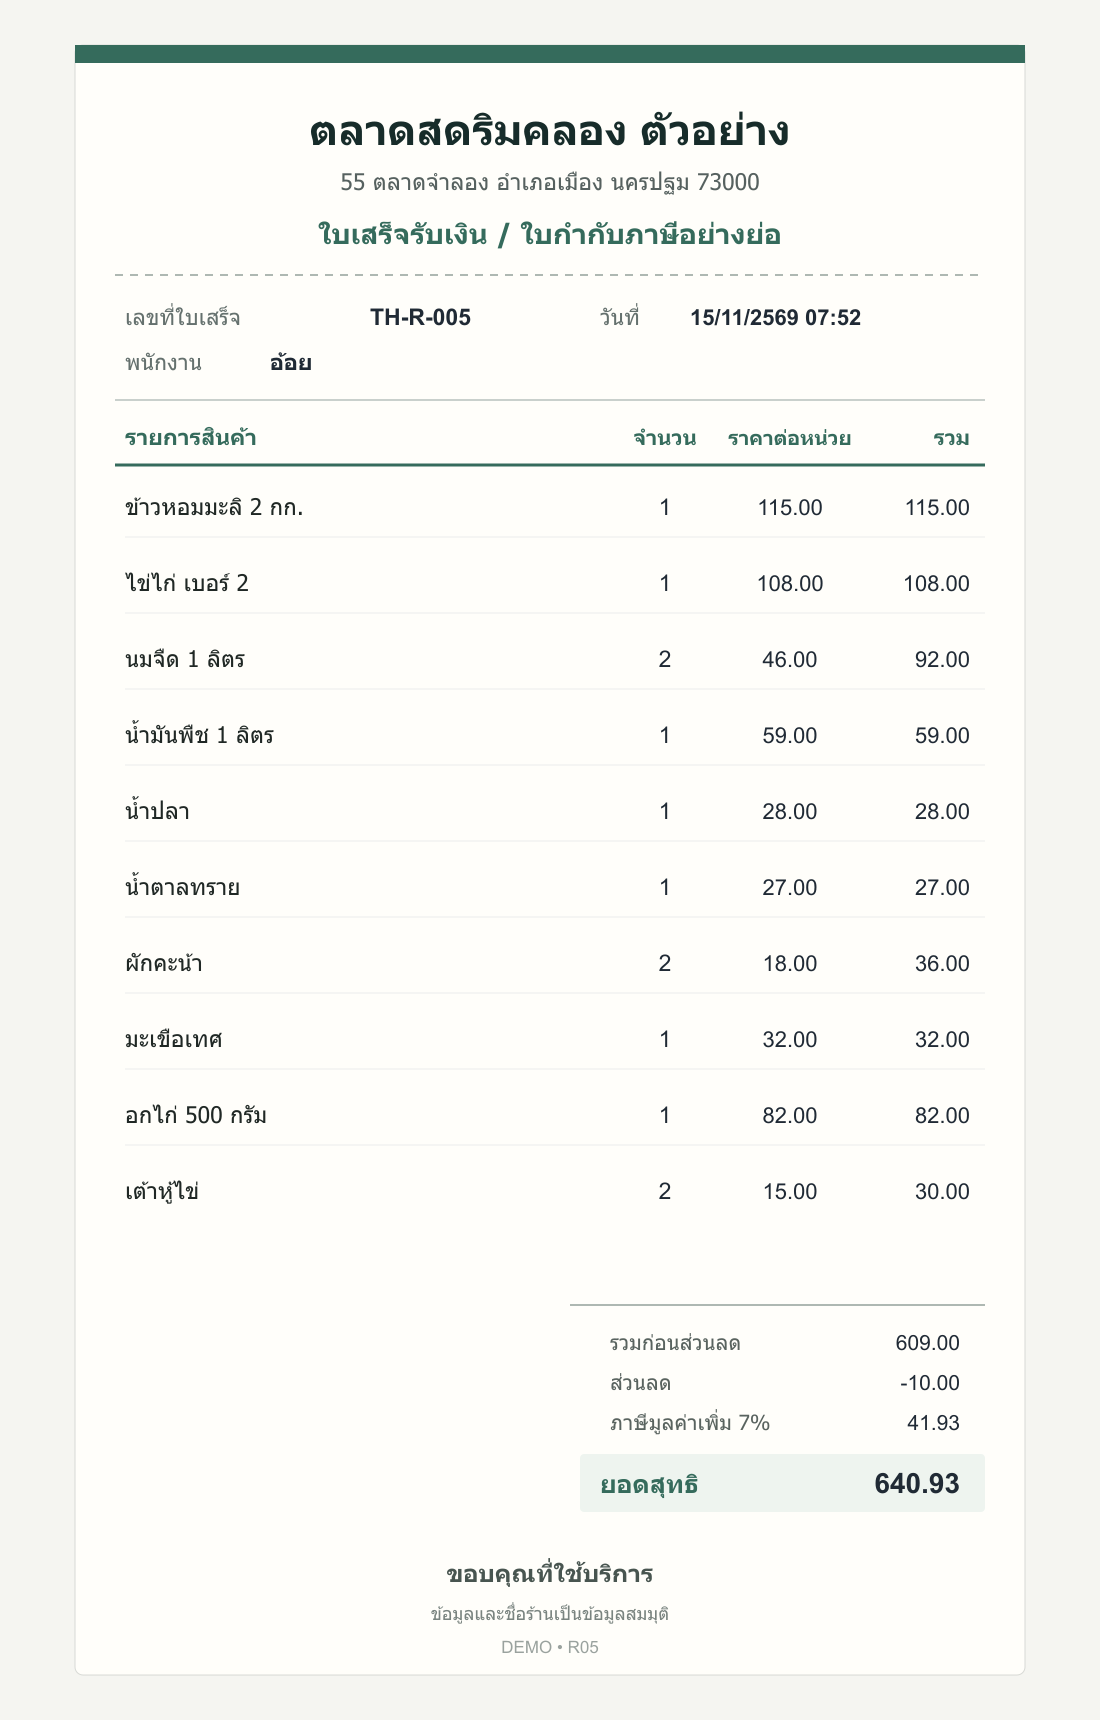 ตลาดสดริมคลอง ตัวอย่าง
55 ตลาดจำลอง อำเภอเมือง นครปฐม 73000
ใบเสร็จรับเงิน / ใบกำกับภาษีอย่างย่อ
เลขที่ใบเสร็จ TH-R-005 วันที่ 15/11/2569 07:52
พนักงาน อ้อย
รายการสินค้า จำนวน ราคาต่อหน่วย รวม
ข้าวหอมมะลิ 2 กก. 1 115.00 115.00
ไข่ไก่ เบอร์ 2 1 108.00 108.00
นมจืด 1 ลิตร 2 46.00 92.00
น้ำมันพืช 1 ลิตร 1 59.00 59.00
น้ำปลา 1 28.00 28.00
น้ำตาลทราย 1 27.00 27.00
ผักคะน้า 2 18.00 36.00
มะเขือเทศ 1 32.00 32.00
อกไก่ 500 กรัม 1 82.00 82.00
เต้าหู้ไข่ 2 15.00 30.00
รวมก่อนส่วนลด 609.00
ส่วนลด -10.00
ภาษีมูลค่าเพิ่ม 7% 41.93
ยอดสุทธิ 640.93
ขอบคุณที่ใช้บริการ
ข้อมูลและชื่อร้านเป็นข้อมูลสมมุติ
DEMO • R05